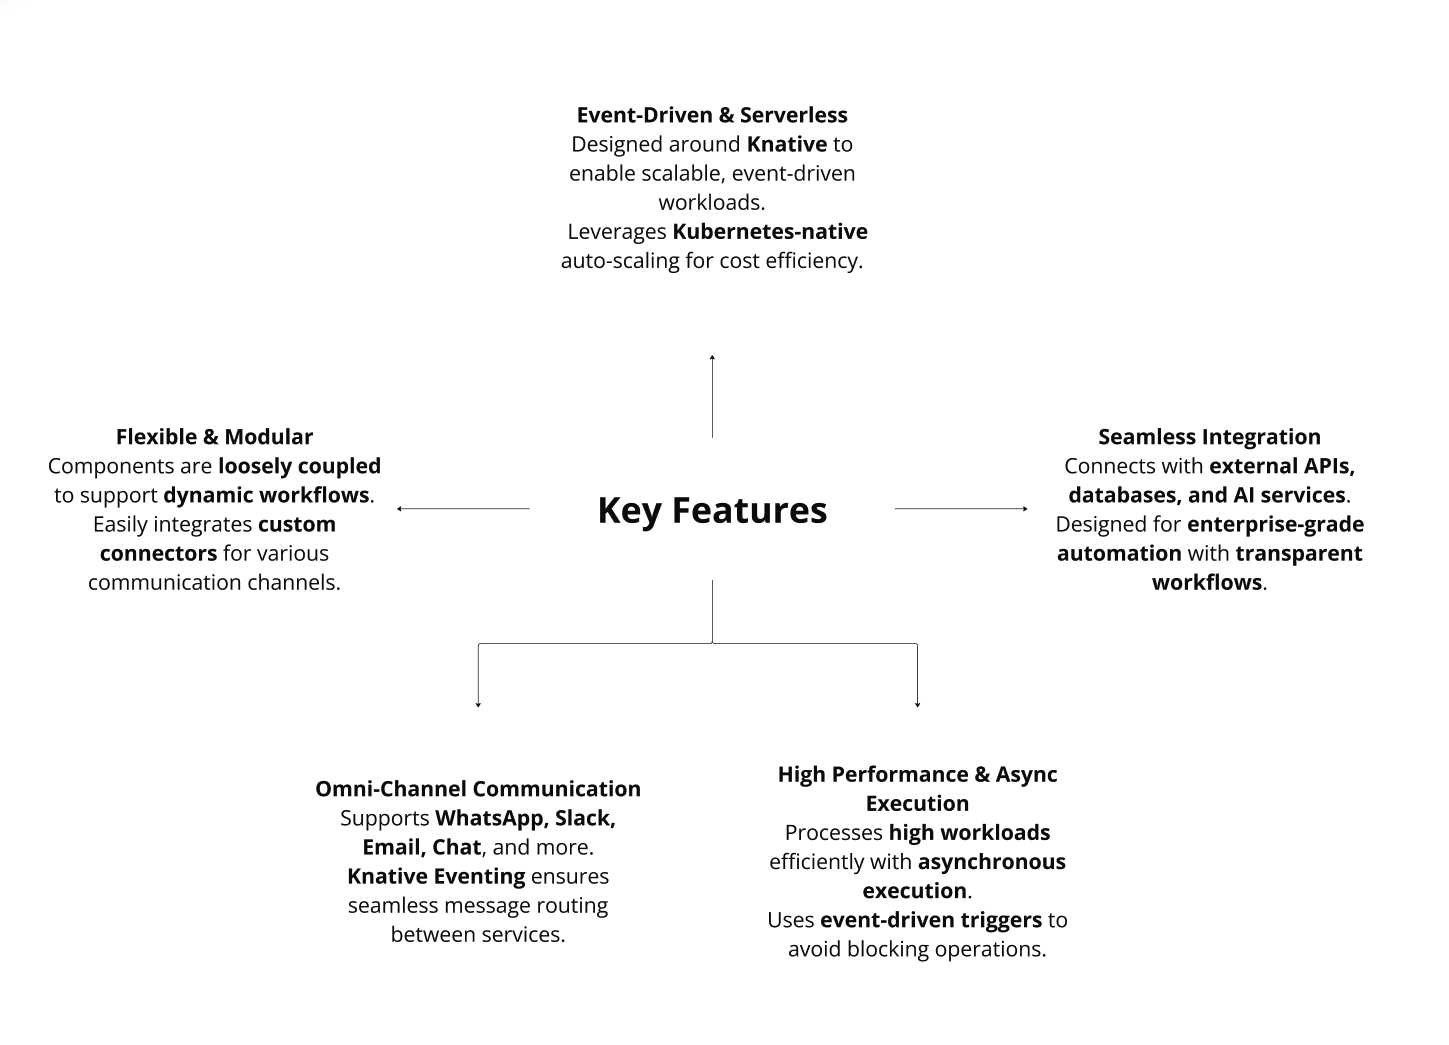 Event-Driven & Serverless
Designed around Knative to
enable scalable, event-driven
workloads.
Leverages Kubernetes-native
auto-scaling for cost efficiency.
Flexible & Modular
Components are loosely coupled
to support dynamic workflows.
Easily integrates custom
connectors for various
communication channels.
Key Features
Seamless Integration
Connects with external APIs,
databases, and AI services.
Designed for enterprise-grade
automation with transparent
workflows.
Omni-Channel Communication
Supports WhatsApp, Slack,
Email, Chat, and more.
Knative Eventing ensures
seamless message routing
between services.
High Performance & Async
Execution
Processes high workloads
efficiently with asynchronous
execution.
Uses event-driven triggers to
avoid blocking operations.